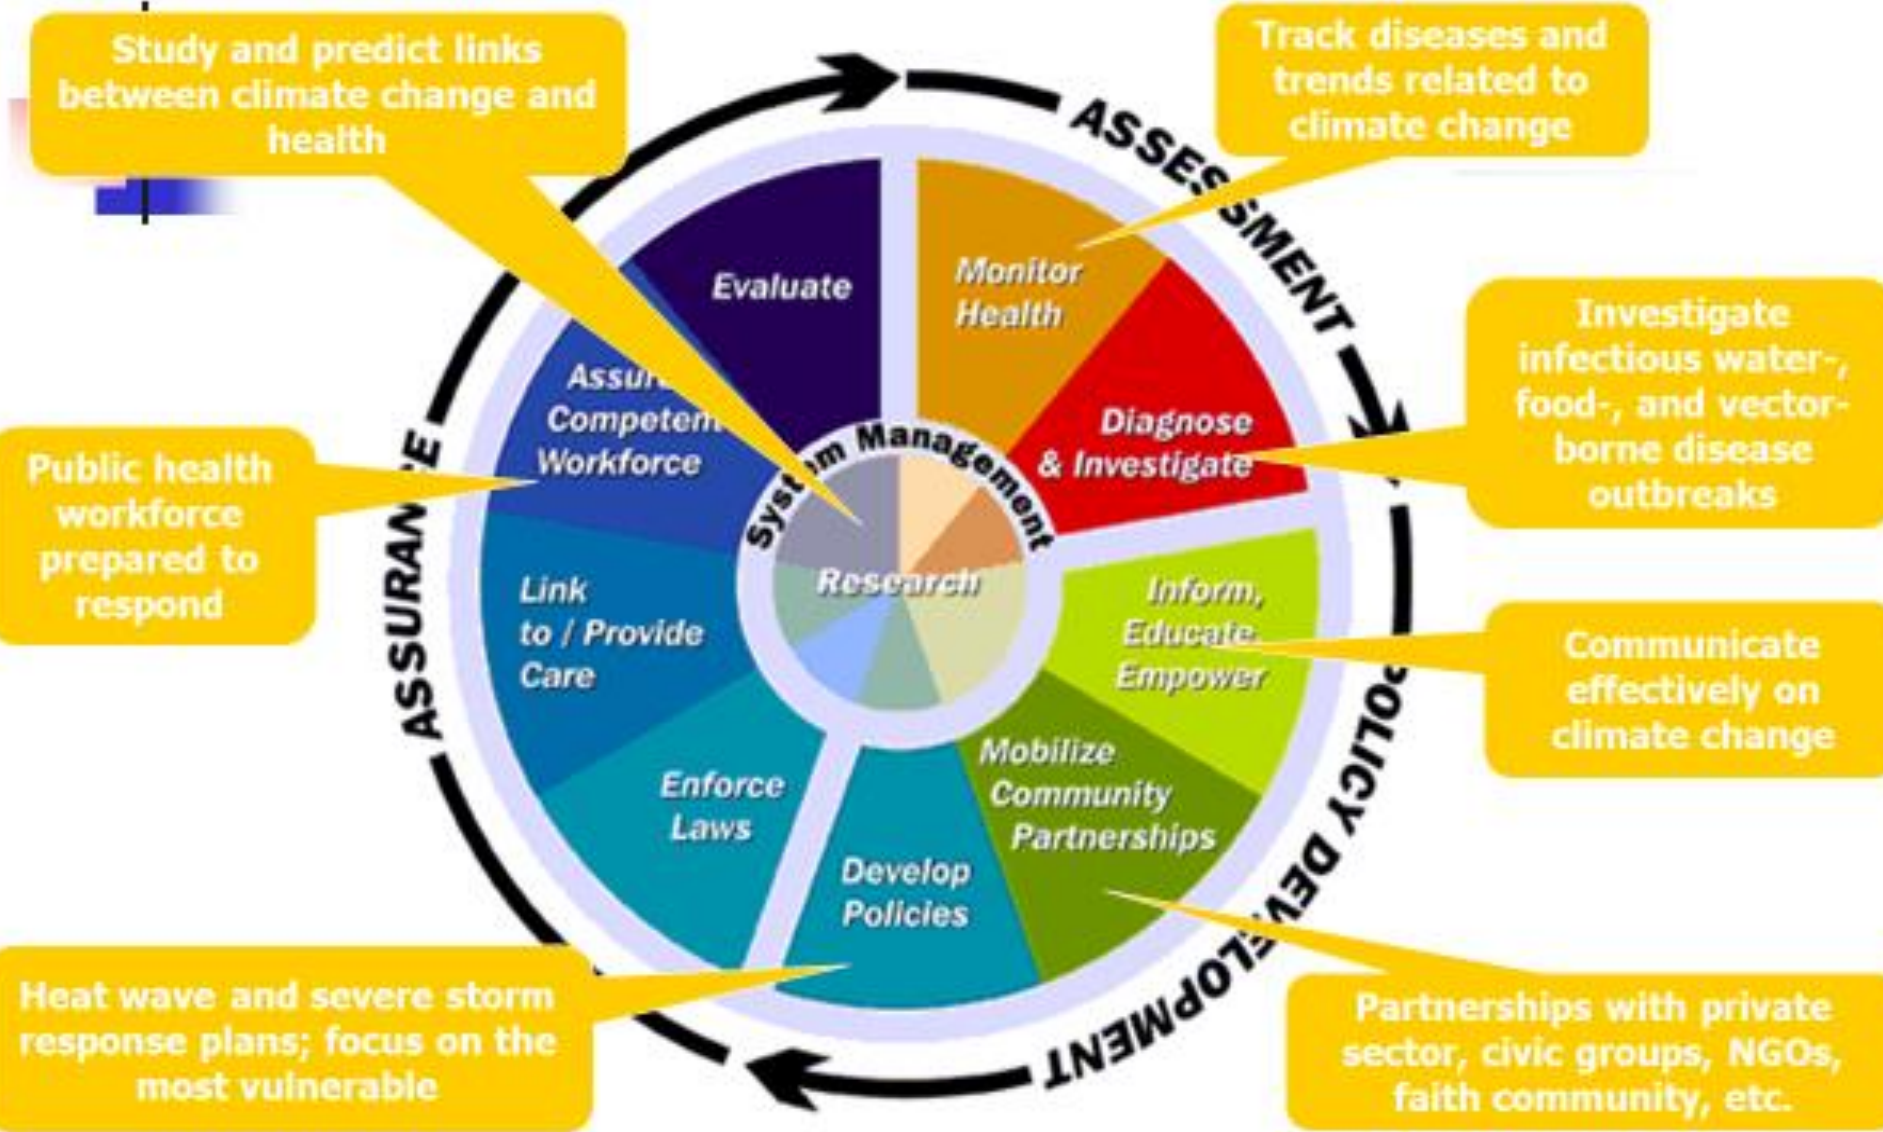 Study and predict links
between climate change and
health
Track diseases and
trends related to
climate change
ASSESSMENT
Evaluate
Monitor
Health
Investigate
infectious water-,
food-, and vector-
borne disease
outbreaks
Diagnose
& Investigate
Assure
Competent
Workforce
Public health
workforce
prepared to
respond
ASSURANCE
System Management
Research
Link
to / Provide
Care
Inform,
Educate
Empower
Communicate
effectively on
climate change
POLICY DEVELOPMENT
Mobilize
Community
Partnerships
Enforce
Laws
Develop
Policies
Heat wave and severe storm
response plans; focus on the
most vulnerable
Partnerships with private
sector, civic groups, NGOs,
faith community, etc.